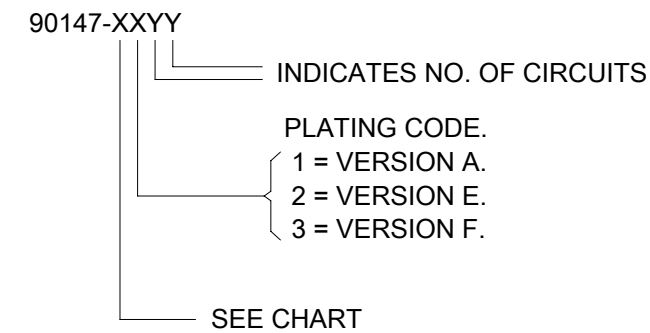 90147-XXYY
INDICATES NO. OF CIRCUITS
PLATING CODE.
1 = VERSION A.
2 = VERSION E.
3 = VERSION F.
SEE CHART